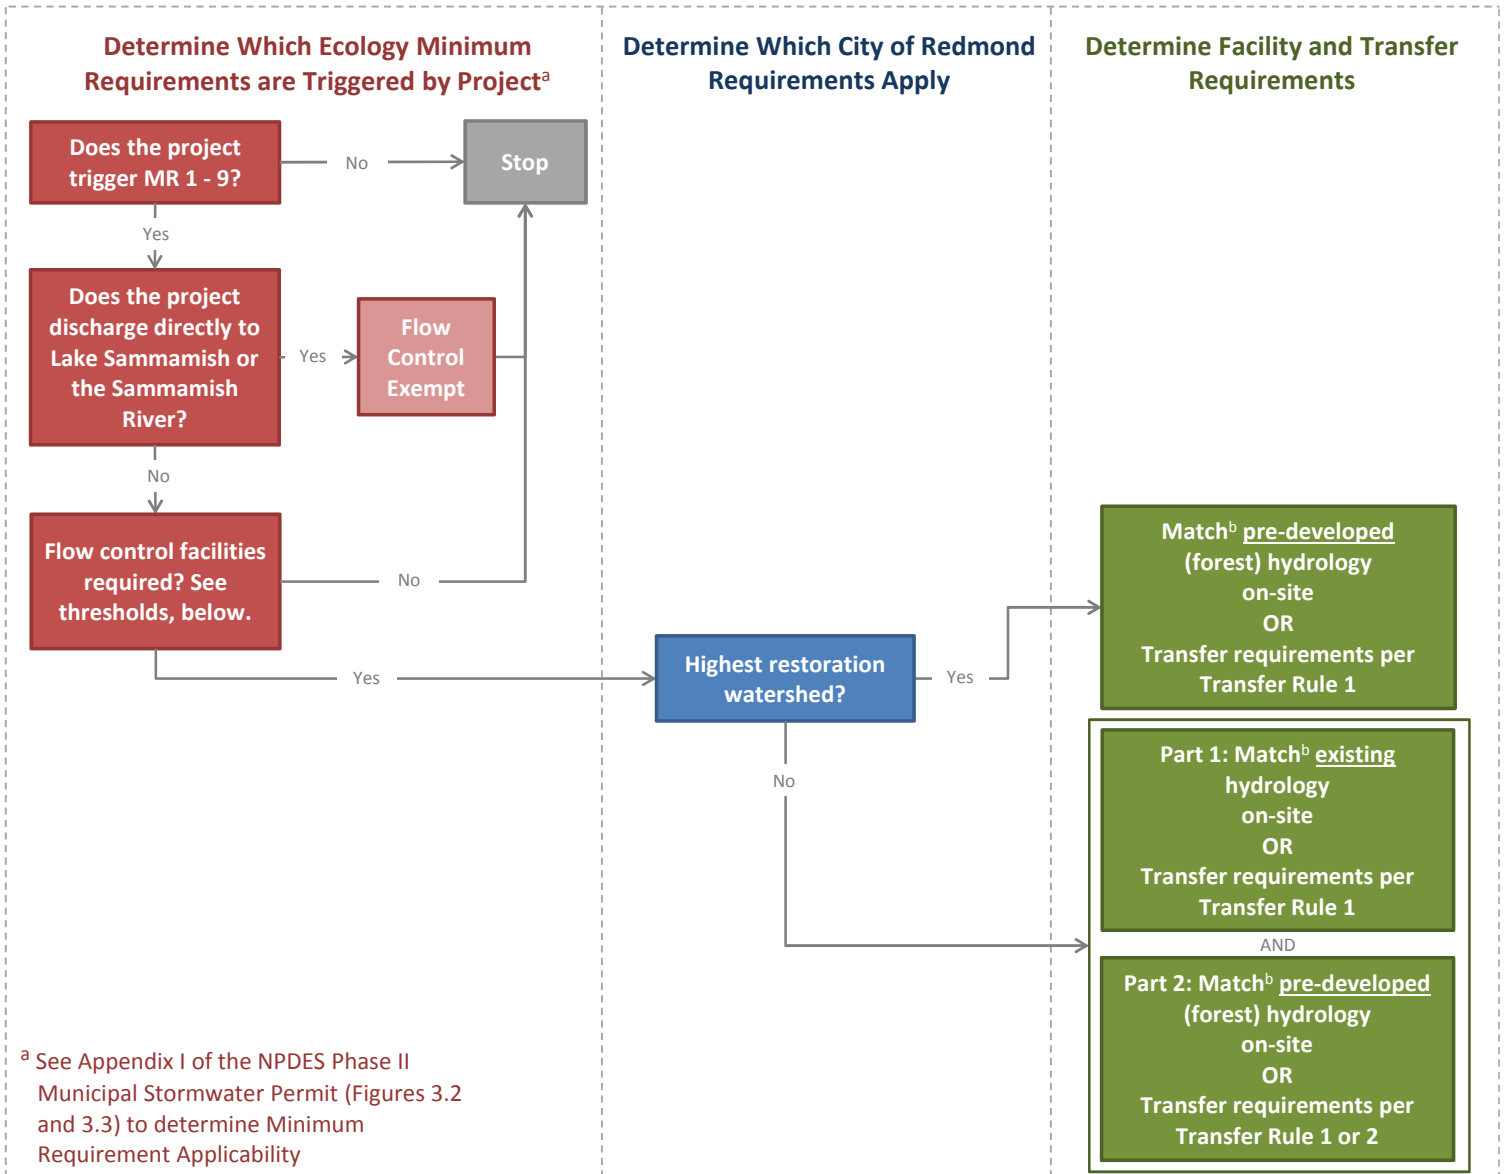 Determine Which Ecology Minimum
Requirements are Triggered by Projectᵃ
Determine Which City of Redmond
Requirements Apply
Determine Facility and Transfer
Requirements
Does the project
trigger MR 1 - 9?
No
Stop
Yes
Does the project
discharge directly to
Lake Sammamish or
the Sammamish
River?
Yes
Flow
Control
Exempt
No
Flow control facilities
required? See
thresholds, below.
No
Yes
Highest restoration
watershed?
Yes
No
Matchᵇ pre-developed
(forest) hydrology
on-site
OR
Transfer requirements per
Transfer Rule 1
Part 1: Matchᵇ existing
hydrology
on-site
OR
Transfer requirements per
Transfer Rule 1
AND
Part 2: Matchᵇ pre-developed
(forest) hydrology
on-site
OR
Transfer requirements per
Transfer Rule 1 or 2
ᵃ See Appendix I of the NPDES Phase II
Municipal Stormwater Permit (Figures 3.2
and 3.3) to determine Minimum
Requirement Applicability